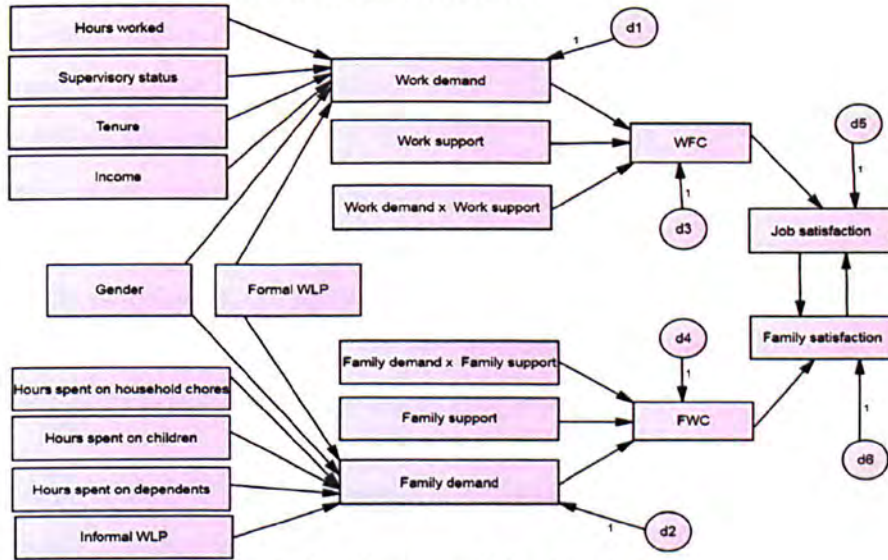 Hours worked
Supervisory status
Tenure
Income
Work demand
Work support
Work demand x Work support
1
d1
WFC
1
d3
d5
1
Job satisfaction
Gender
Formal WLP
Family satisfaction
1
d6
Hours spent on household chores
Hours spent on children
Hours spent on dependents
Informal WLP
Family demand x Family support
Family support
Family demand
d4
1
FWC
1
d2